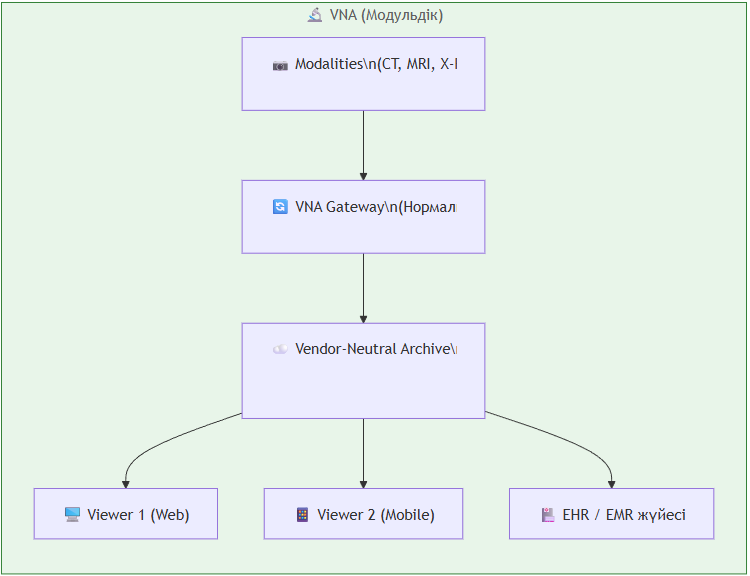 VNA (Модульдік)
Modalities\n(CT, MRI, X-
VNA Gateway\n(Нормал
Vendor-Neutral Archive\
Viewer 1 (Web)
Viewer 2 (Mobile)
EHR / EMR жүйесі